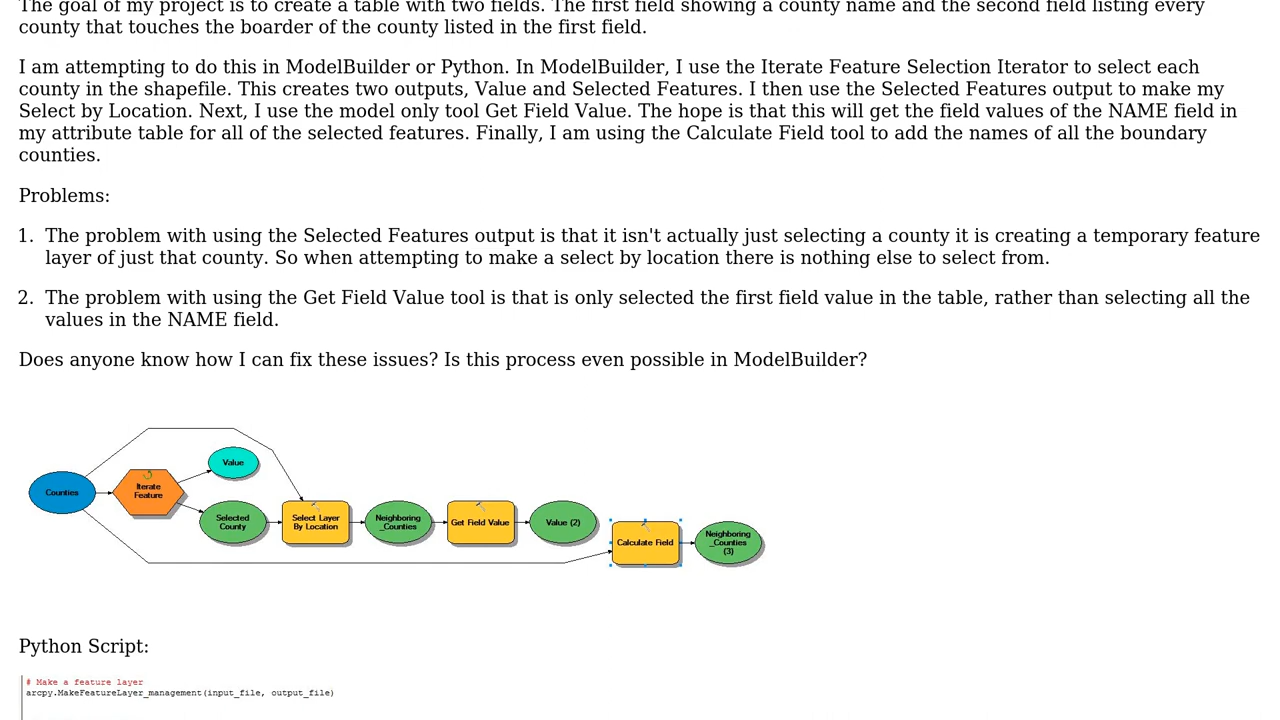 The goal of my project is to create a table with two fields. The first field showing a county name and the second field listing every
county that touches the boarder of the county listed in the first field.
I am attempting to do this in ModelBuilder or Python. In ModelBuilder, I use the Iterate Feature Selection Iterator to select each
county in the shapefile. This creates two outputs, Value and Selected Features. I then use the Selected Features output to make my
Select by Location. Next, I use the model only tool Get Field Value. The hope is that this will get the field values of the NAME field in
my attribute table for all of the selected features. Finally, I am using the Calculate Field tool to add the names of all the boundary
counties.
Problems:
1. The problem with using the Selected Features output is that it isn't actually just selecting a county it is creating a temporary feature
layer of just that county. So when attempting to make a select by location there is nothing else to select from.
2. The problem with using the Get Field Value tool is that is only selected the first field value in the table, rather than selecting all the
values in the NAME field.
Does anyone know how I can fix these issues? Is this process even possible in ModelBuilder?
Counties
Iterate
Feature
Value
Selected
County
Select Layer
By Location
Neighboring
_Counties
Get Field Value
Value (2)
Calculate Field
Neighboring
_Counties
(3)
Python Script:
# Make a feature layer
arcpy.MakeFeatureLayer_management(input_file, output_file)